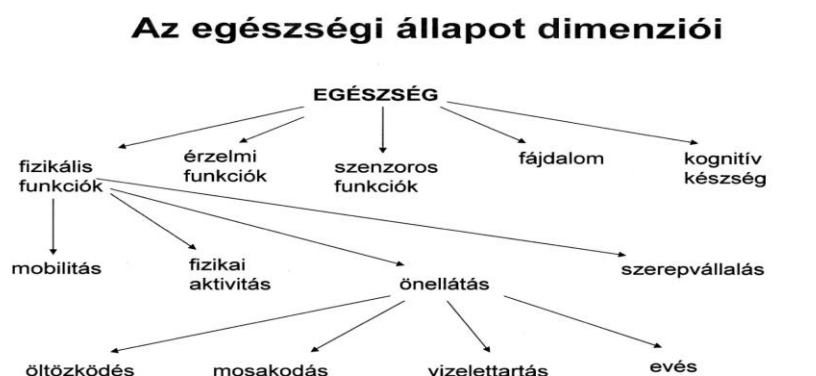 Az egészségi állapot dimenziói
EGÉSZSÉG
fizikális
funkciók
érzelmi
funkciók
szenzoros
funkciók
fájdalom
kognitív
készség
mobilitás
fizikai
aktivitás
önellátás
szerepvállalás
öltözködés
mosakodás
vizelettartás
evés